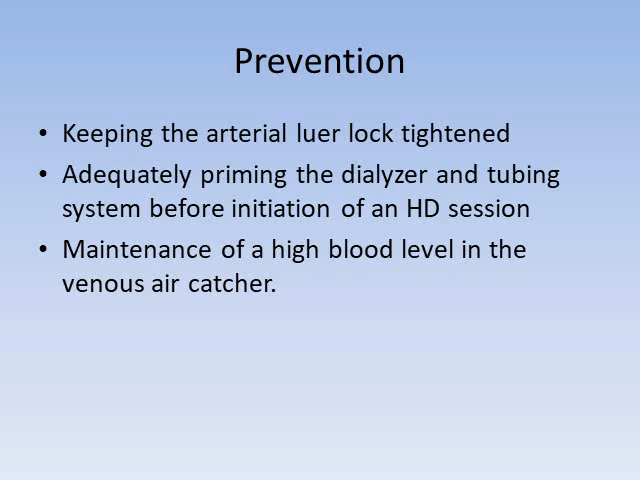 Prevention
• Keeping the arterial luer lock tightened
• Adequately priming the dialyzer and tubing
system before initiation of an HD session
• Maintenance of a high blood level in the
venous air catcher.